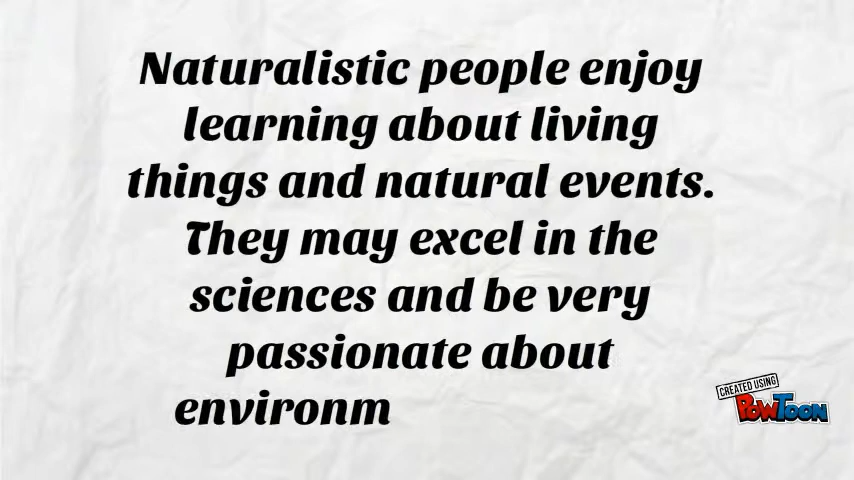 Naturalistic people enjoy
learning about living
things and natural events.
They may excel in the
sciences and be very
passionate about
environm
CREATED USING
POWTOON